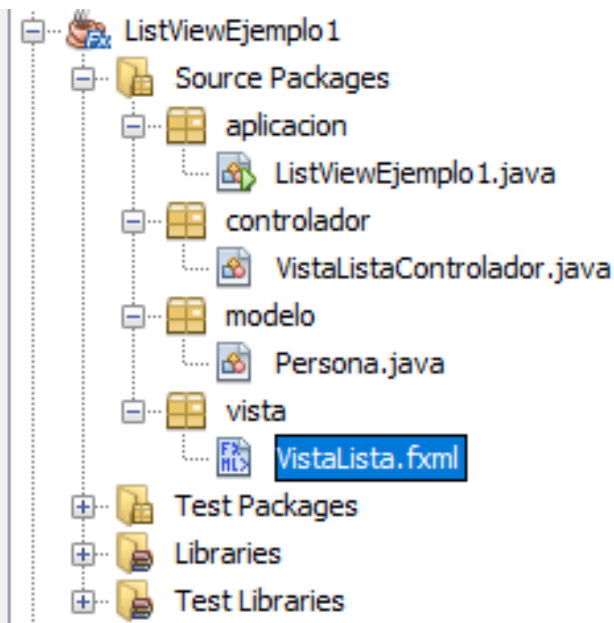 ListViewEjemplo1
Source Packages
aplicacion
ListViewEjemplo1.java
controlador
VistaListaControlador.java
modelo
Persona.java
vista
VistaLista.fxml
Test Packages
Libraries
Test Libraries